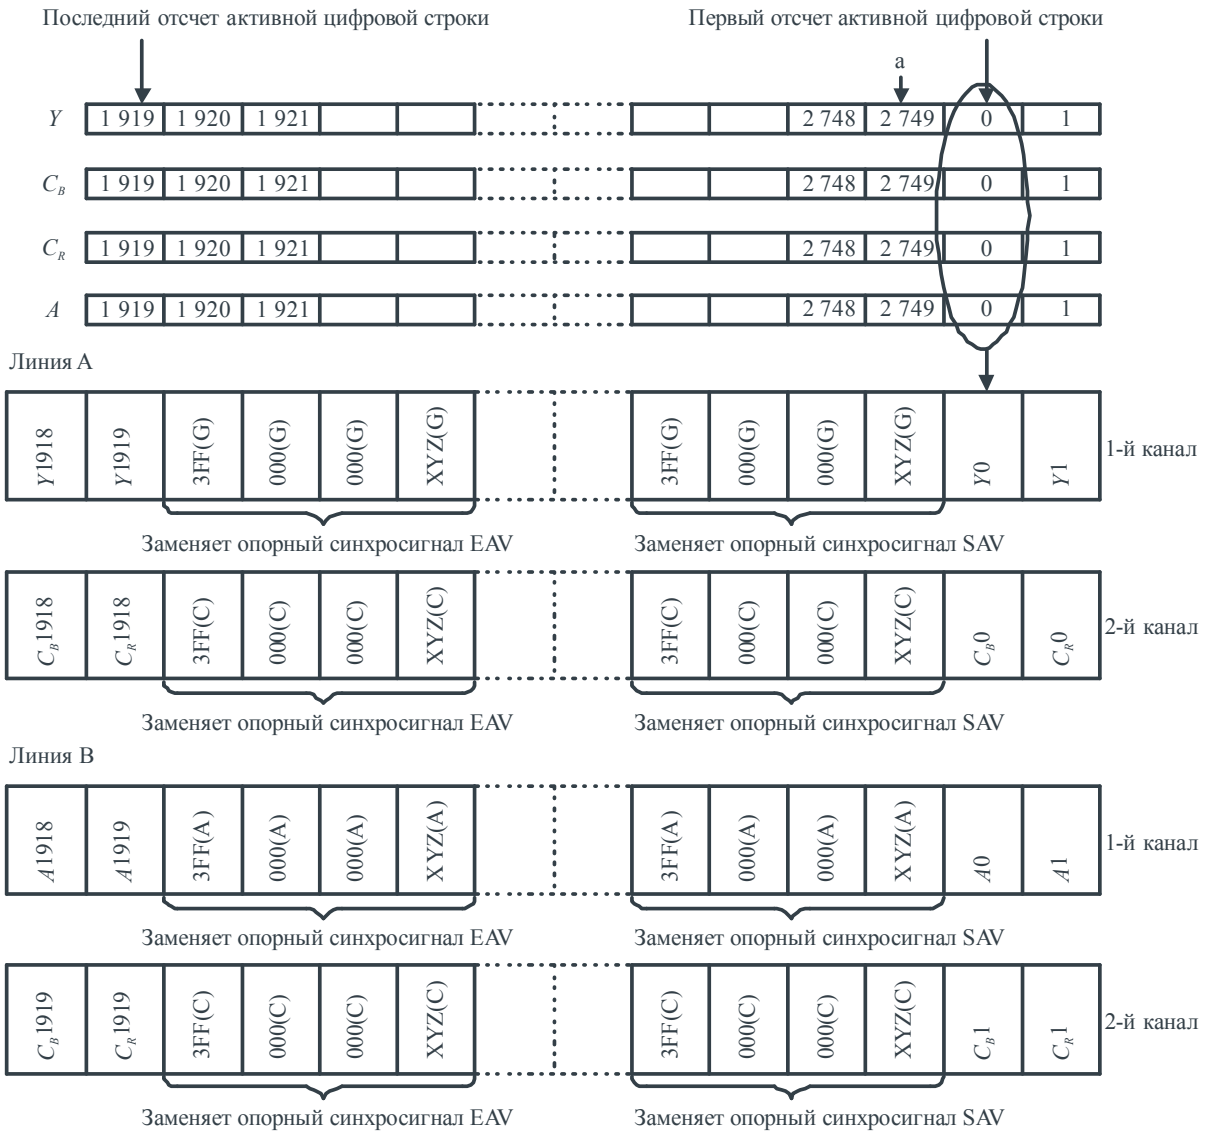 Последний отсчет активной цифровой строки
Первый отсчет активной цифровой строки
a
Y 1 919 1 920 1 921 2 748 2 749 0 1
C_B 1 919 1 920 1 921 2 748 2 749 0 1
C_R 1 919 1 920 1 921 2 748 2 749 0 1
A 1 919 1 920 1 921 2 748 2 749 0 1
Линия A
Y1918 Y1919 3FF(G) 000(G) 000(G) XYZ(G) 3FF(G) 000(G) 000(G) XYZ(G) Y0 Y1 1-й канал
Заменяет опорный синхросигнал EAV Заменяет опорный синхросигнал SAV
C_B1918 C_R1918 3FF(C) 000(C) 000(C) XYZ(C) 3FF(C) 000(C) 000(C) XYZ(C) C_B0 C_R0 2-й канал
Заменяет опорный синхросигнал EAV Заменяет опорный синхросигнал SAV
Линия B
A1918 A1919 3FF(A) 000(A) 000(A) XYZ(A) 3FF(A) 000(A) 000(A) XYZ(A) A0 A1 1-й канал
Заменяет опорный синхросигнал EAV Заменяет опорный синхросигнал SAV
C_B1919 C_R1919 3FF(C) 000(C) 000(C) XYZ(C) 3FF(C) 000(C) 000(C) XYZ(C) C_B1 C_R1 2-й канал
Заменяет опорный синхросигнал EAV Заменяет опорный синхросигнал SAV